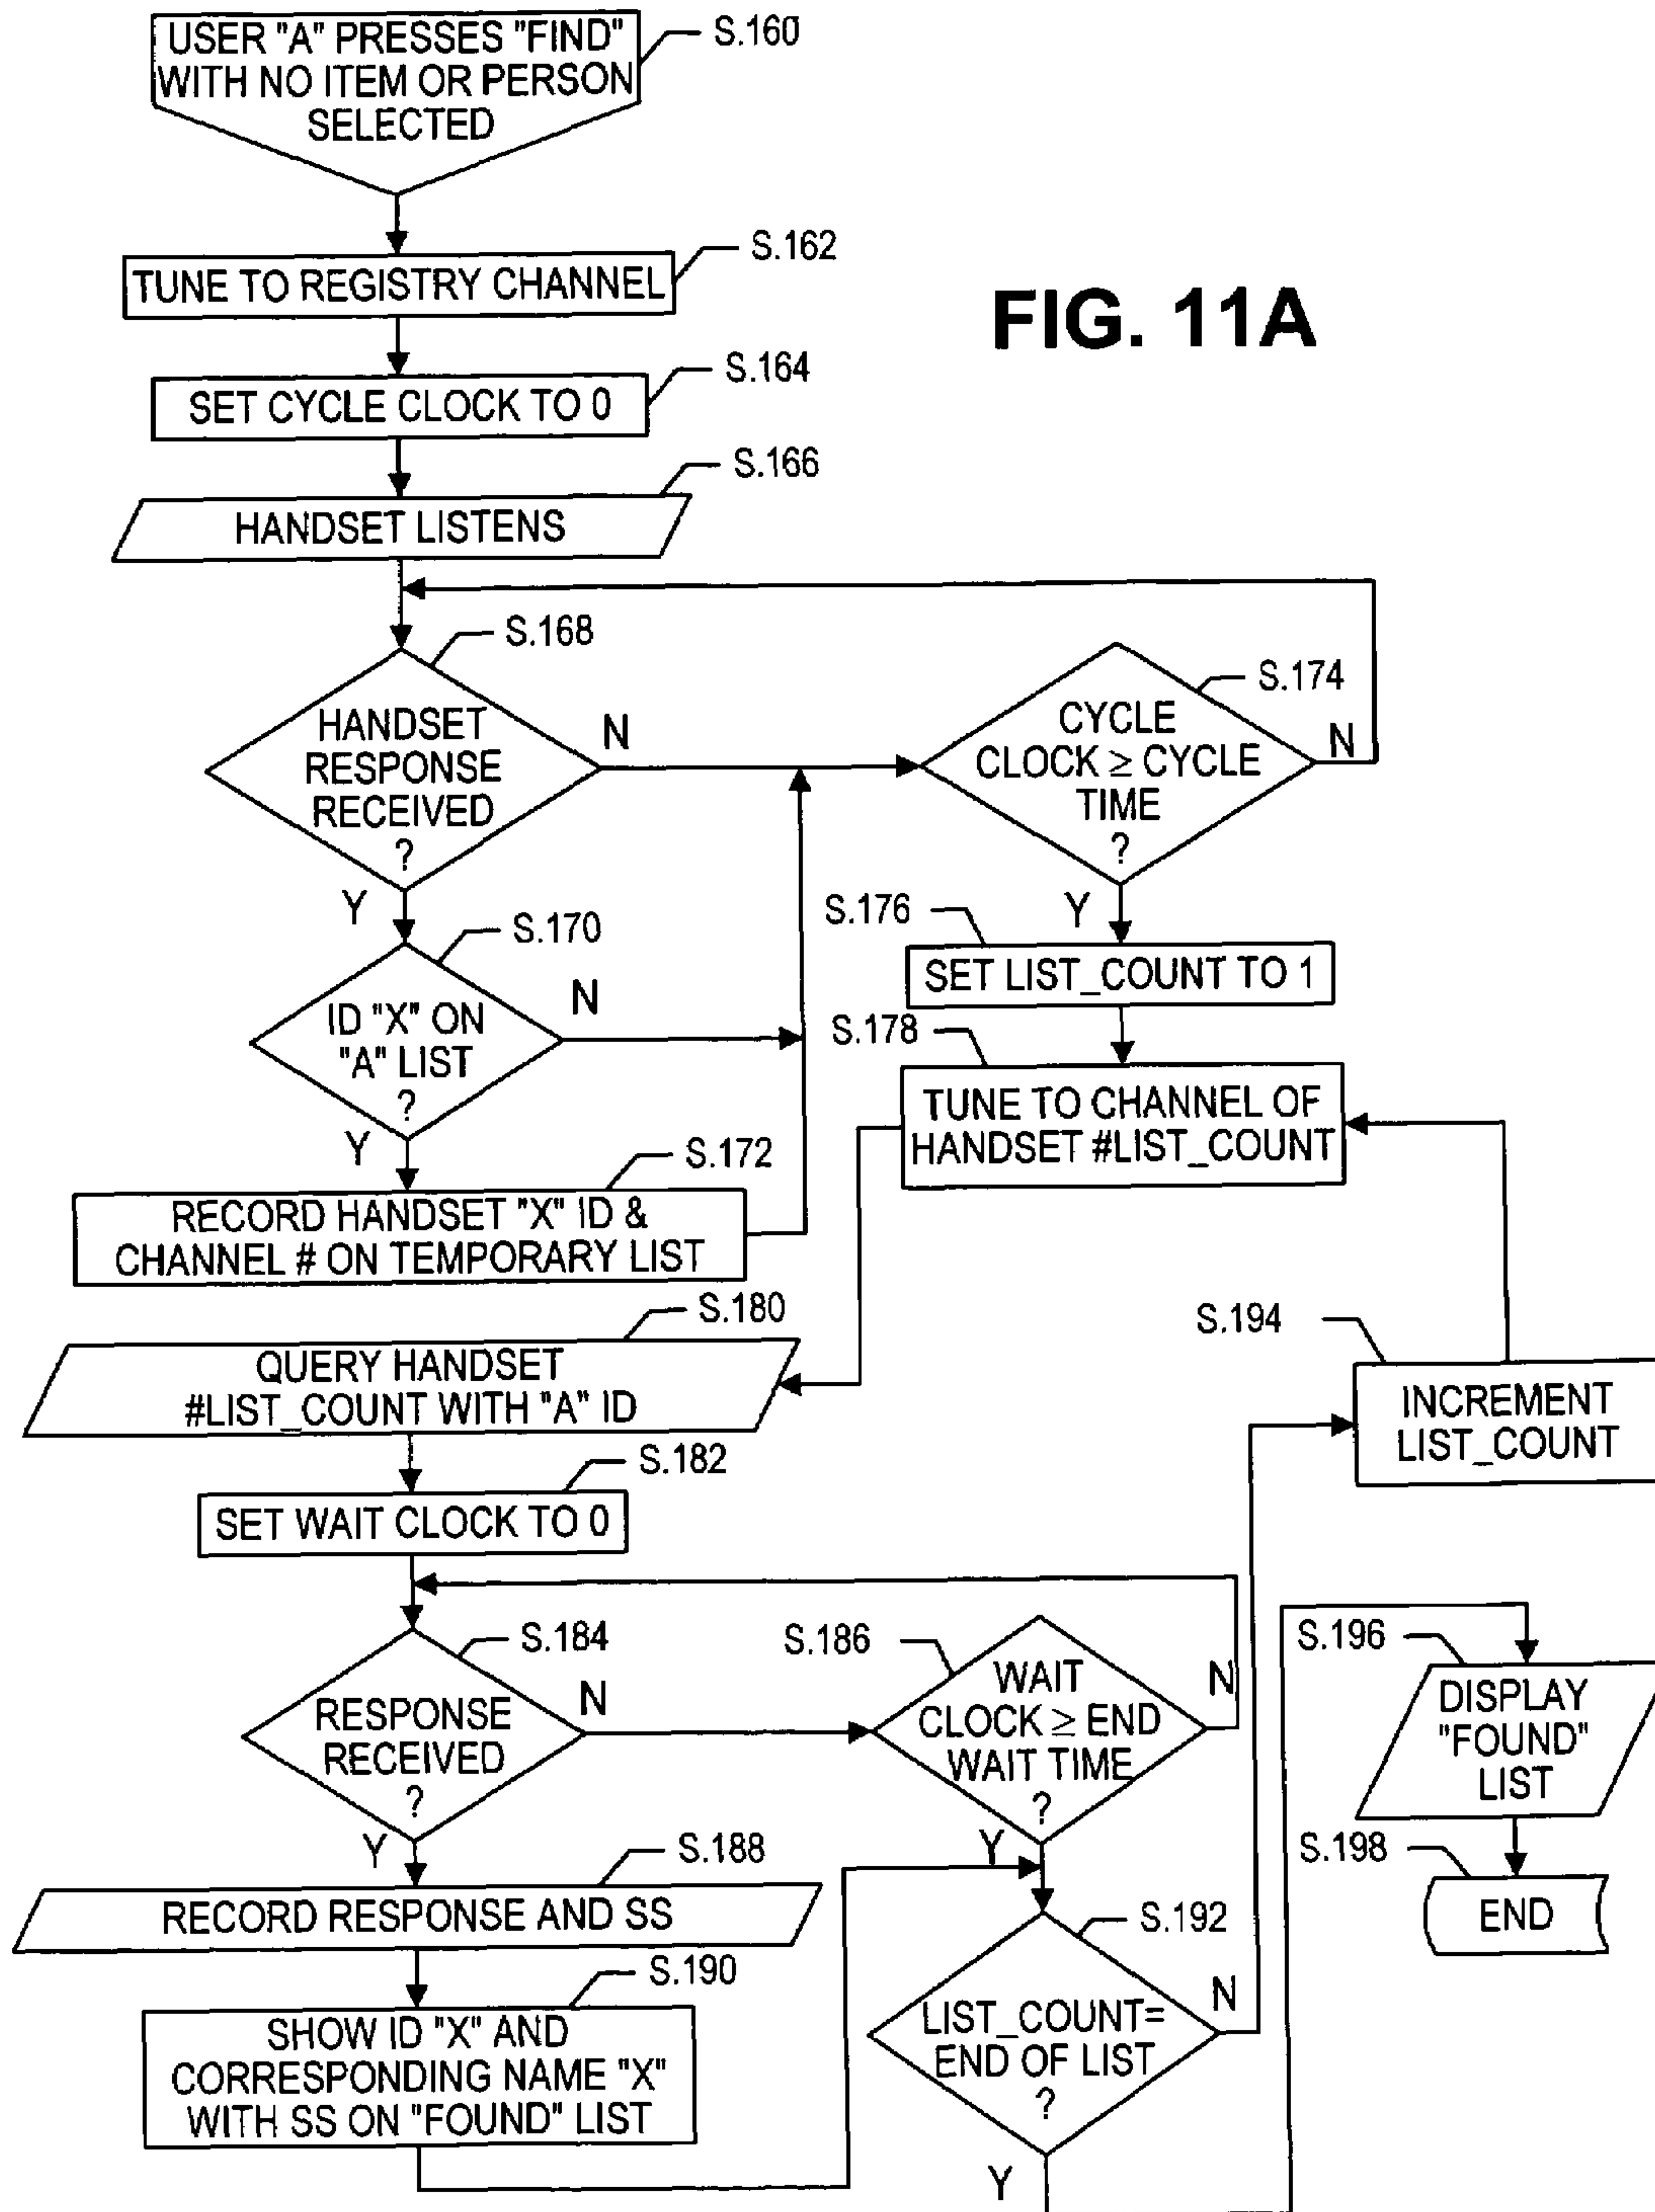 USER "A" PRESSES "FIND"
WITH NO ITEM OR PERSON
SELECTED
S.160
TUNE TO REGISTRY CHANNEL
S.162
FIG. 11A
SET CYCLE CLOCK TO 0
S.164
HANDSET LISTENS
S.166
HANDSET
RESPONSE
RECEIVED
?
S.168
N
Y
CYCLE
CLOCK ≥ CYCLE
TIME
?
S.174
N
Y
ID "X" ON
"A" LIST
?
S.170
N
Y
S.176
SET LIST_COUNT TO 1
S.178
TUNE TO CHANNEL OF
HANDSET #LIST_COUNT
S.172
RECORD HANDSET "X" ID &
CHANNEL # ON TEMPORARY LIST
S.180
QUERY HANDSET
#LIST_COUNT WITH "A" ID
S.194
INCREMENT
LIST_COUNT
S.182
SET WAIT CLOCK TO 0
S.184
RESPONSE
RECEIVED
?
N
Y
S.186
WAIT
CLOCK ≥ END
WAIT TIME
?
N
Y
S.196
DISPLAY
"FOUND"
LIST
S.188
RECORD RESPONSE AND SS
S.198
END
S.190
SHOW ID "X" AND
CORRESPONDING NAME "X"
WITH SS ON "FOUND" LIST
S.192
LIST_COUNT=
END OF LIST
?
N
Y